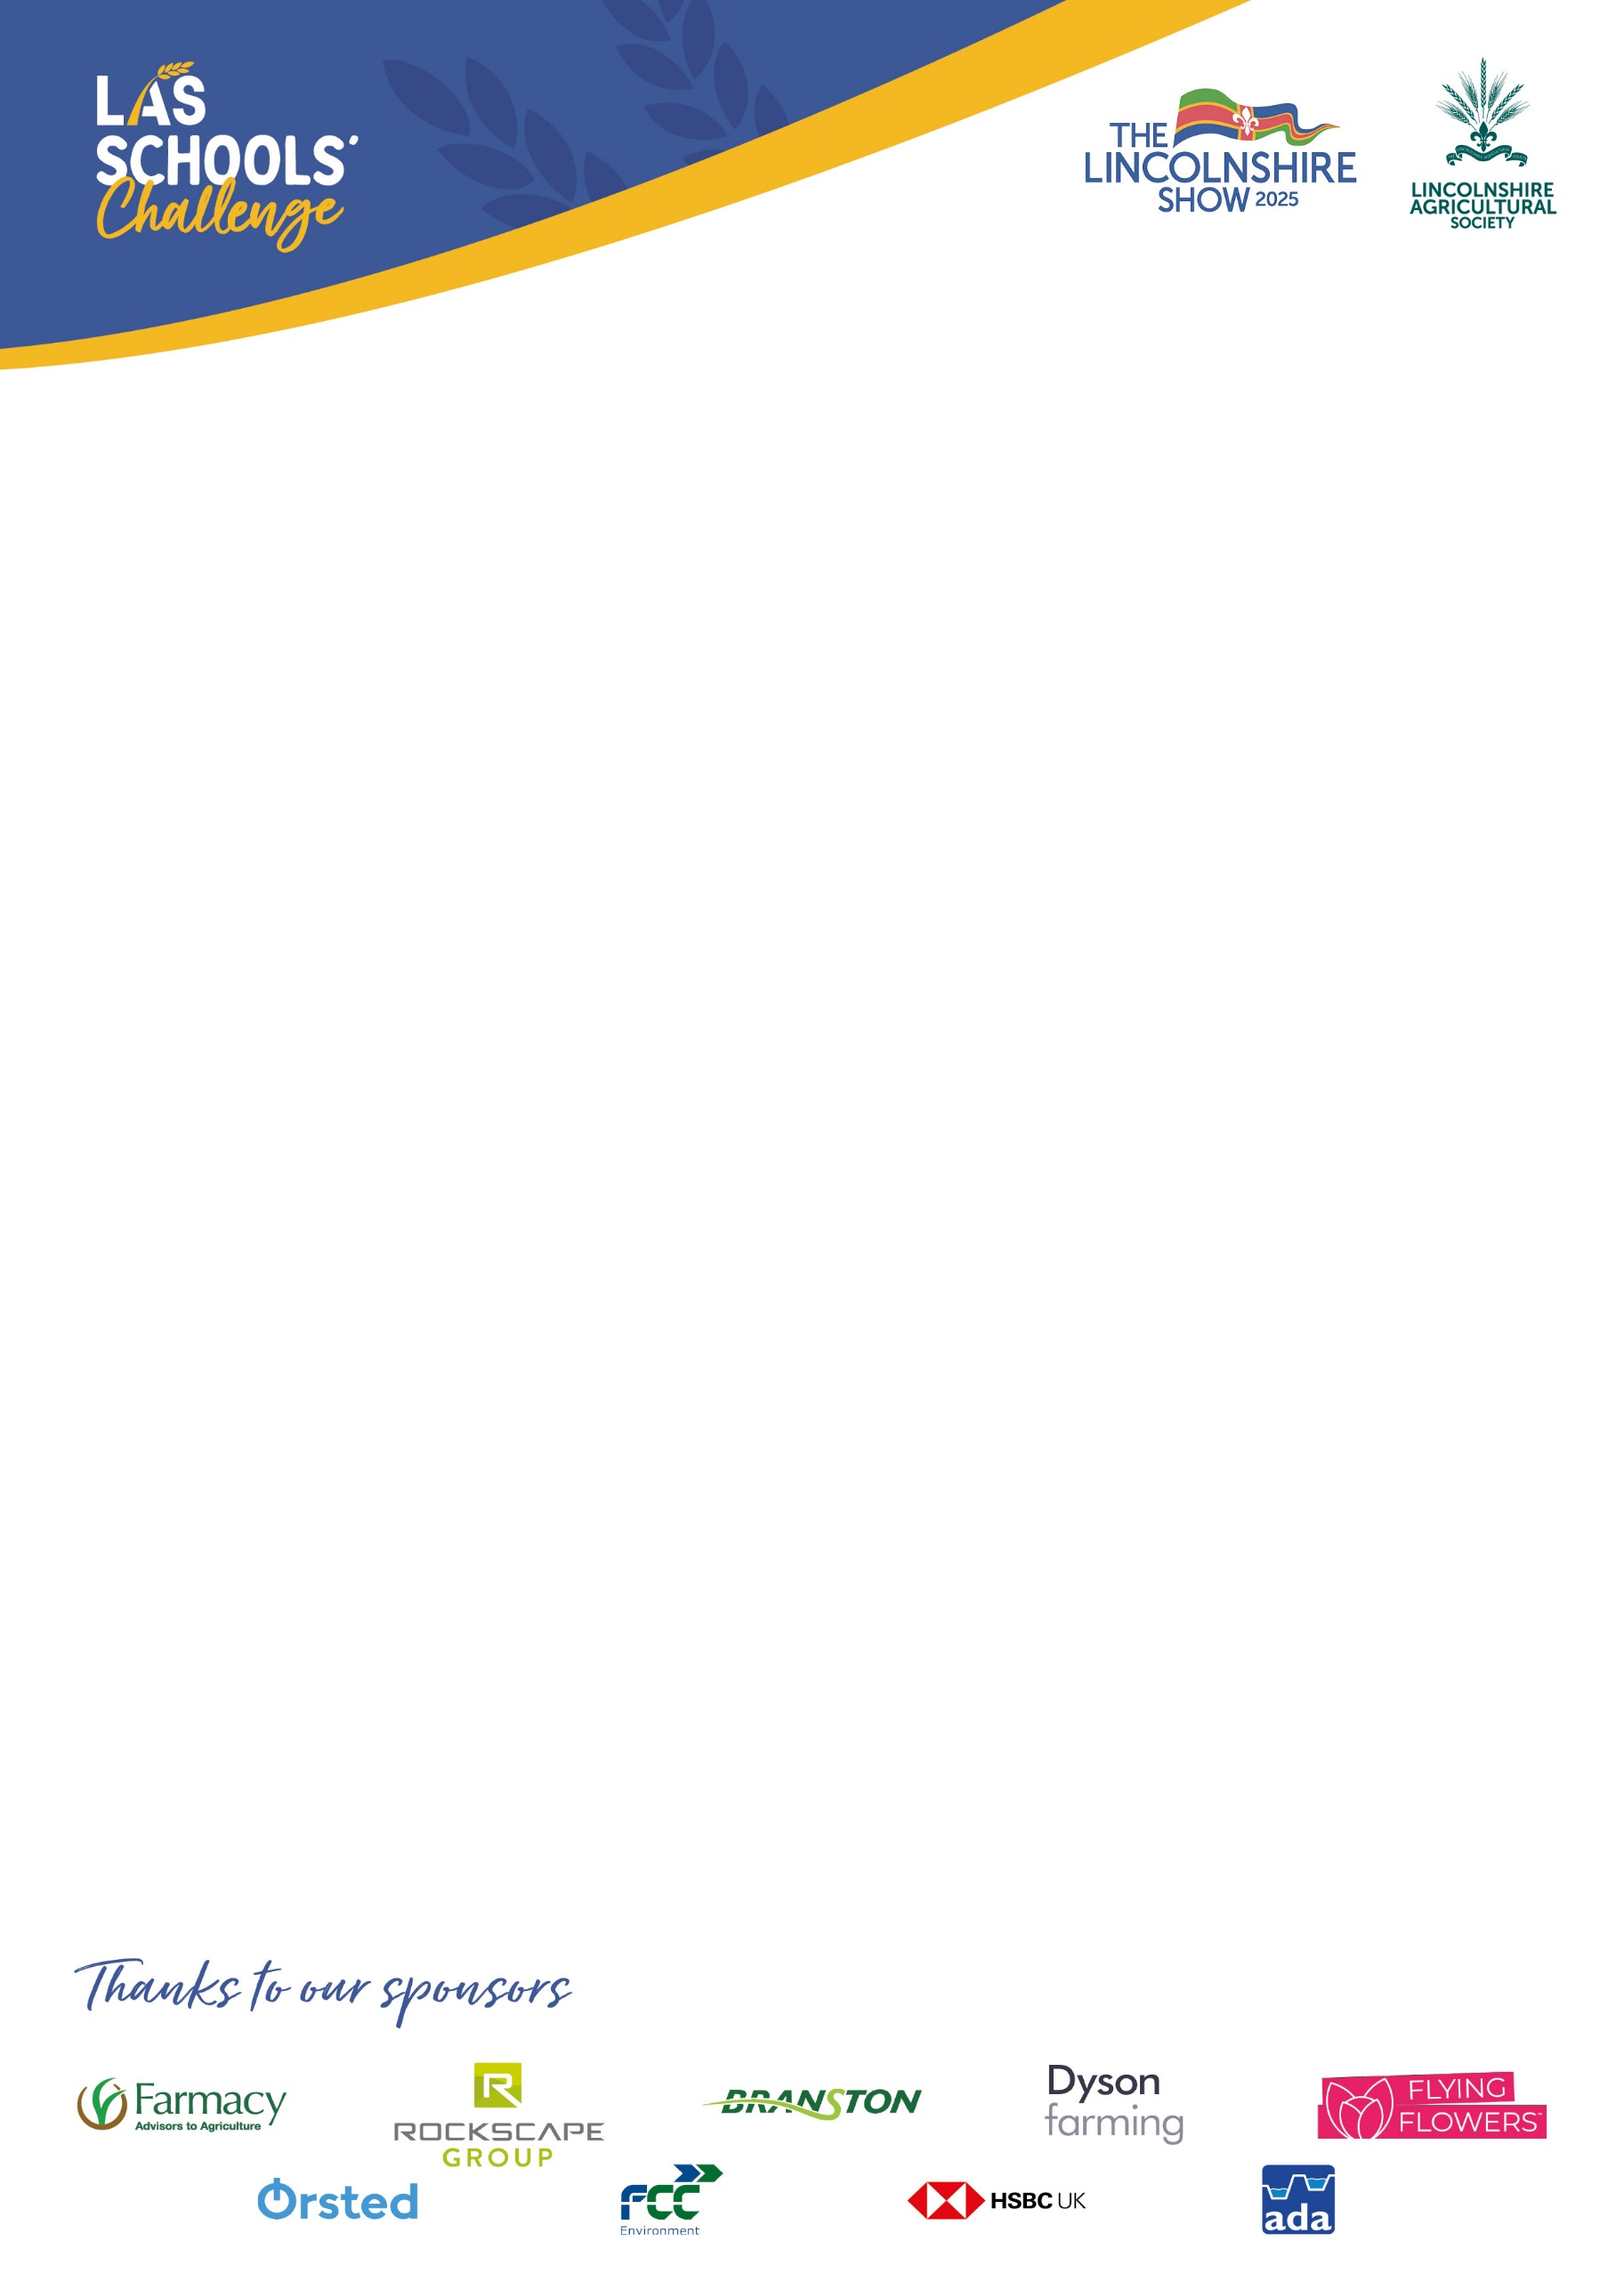 LAS
SCHOOLS'
Challenge
THE
LINCOLNSHIRE
SHOW 2025
LINCOLNSHIRE
AGRICULTURAL
SOCIETY
Thanks to our sponsors
Farmacy
Advisors to Agriculture
ROCKSCAPE
GROUP
BRANSTON
Dyson
farming
FLYING
FLOWERS™
Ørsted
FCC
Environment
HSBC UK
ada